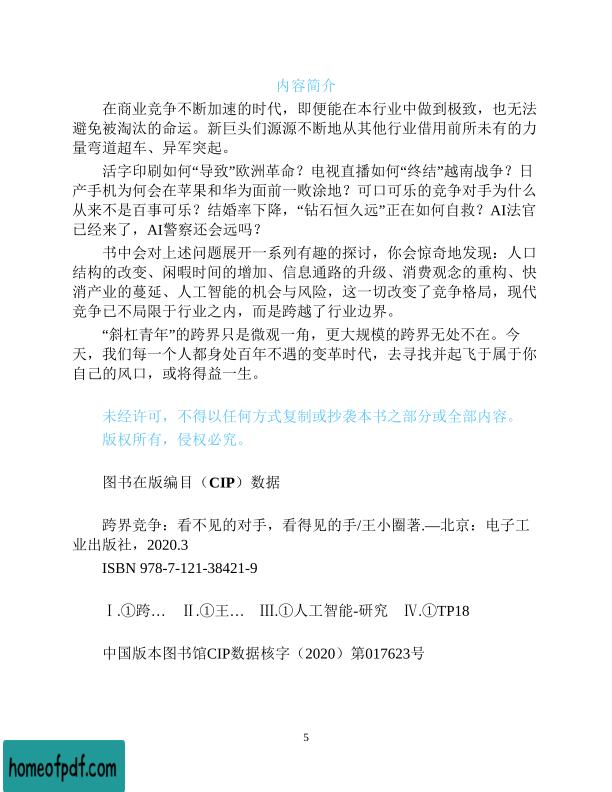 内容简介
在商业竞争不断加速的时代，即便能在本行业中做到极致，也无法
避免被淘汰的命运。新巨头们源源不断地从其他行业借用前所未有的力
量弯道超车、异军突起。
活字印刷如何“导致”欧洲革命？电视直播如何“终结”越南战争？日
产手机为何会在苹果和华为面前一败涂地？可口可乐的竞争对手为什么
从来不是百事可乐？结婚率下降，“钻石恒久远”正在如何自救？AI法官
已经来了，AI警察还会远吗？
书中会对上述问题展开一系列有趣的探讨，你会惊奇地发现：人口
结构的改变、闲暇时间的增加、信息通路的升级、消费观念的重构、快
消产业的蔓延、人工智能的机会与风险，这一切改变了竞争格局，现代
竞争已不局限于行业之内，而是跨越了行业边界。
“斜杠青年”的跨界只是微观一角，更大规模的跨界无处不在。今
天，我们每一个人都身处百年不遇的变革时代，去寻找并起飞于属于你
自己的风口，或将得益一生。
未经许可，不得以任何方式复制或抄袭本书之部分或全部内容。
版权所有，侵权必究。
图书在版编目（CIP）数据
跨界竞争：看不见的对手，看得见的手/王小圈著.—北京：电子工
业出版社，2020.3
ISBN 978-7-121-38421-9
Ⅰ.①跨… Ⅱ.①王… Ⅲ.①人工智能-研究 Ⅳ.①TP18
中国版本图书馆CIP数据核字（2020）第017623号
5
homeofpdf.com